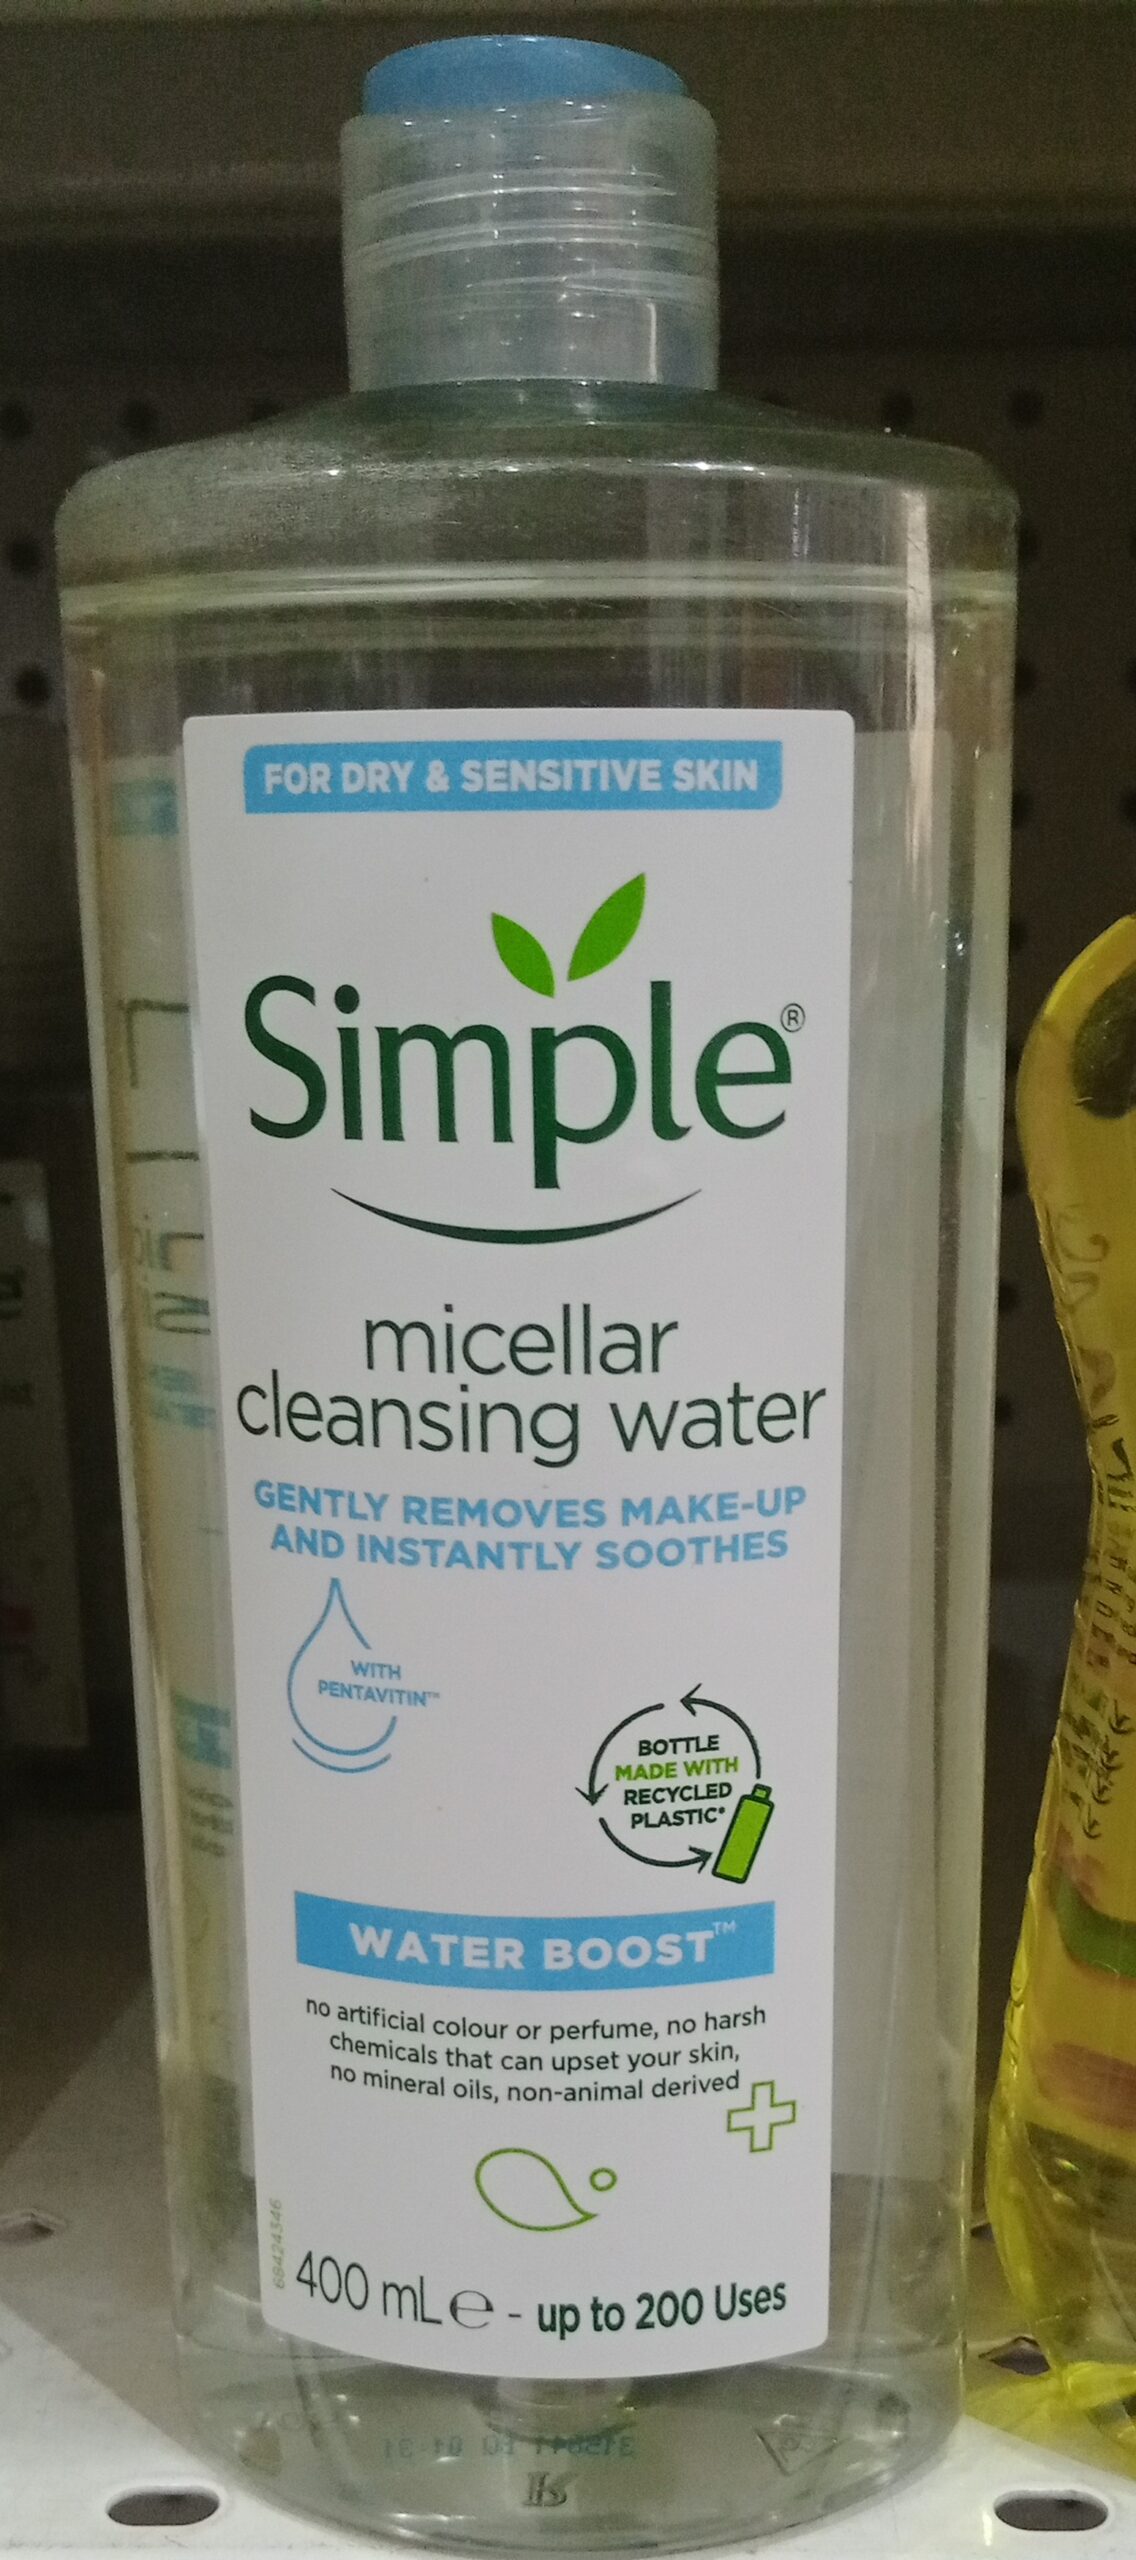 FOR DRY & SENSITIVE SKIN
Simple®
micellar
cleansing water
GENTLY REMOVES MAKE-UP
AND INSTANTLY SOOTHES
WITH
PENTAVITIN™
BOTTLE
MADE WITH
RECYCLED
PLASTIC*
WATER BOOST™
no artificial colour or perfume, no harsh
chemicals that can upset your skin,
no mineral oils, non-animal derived
68424346
400 mL ℮ - up to 200 Uses